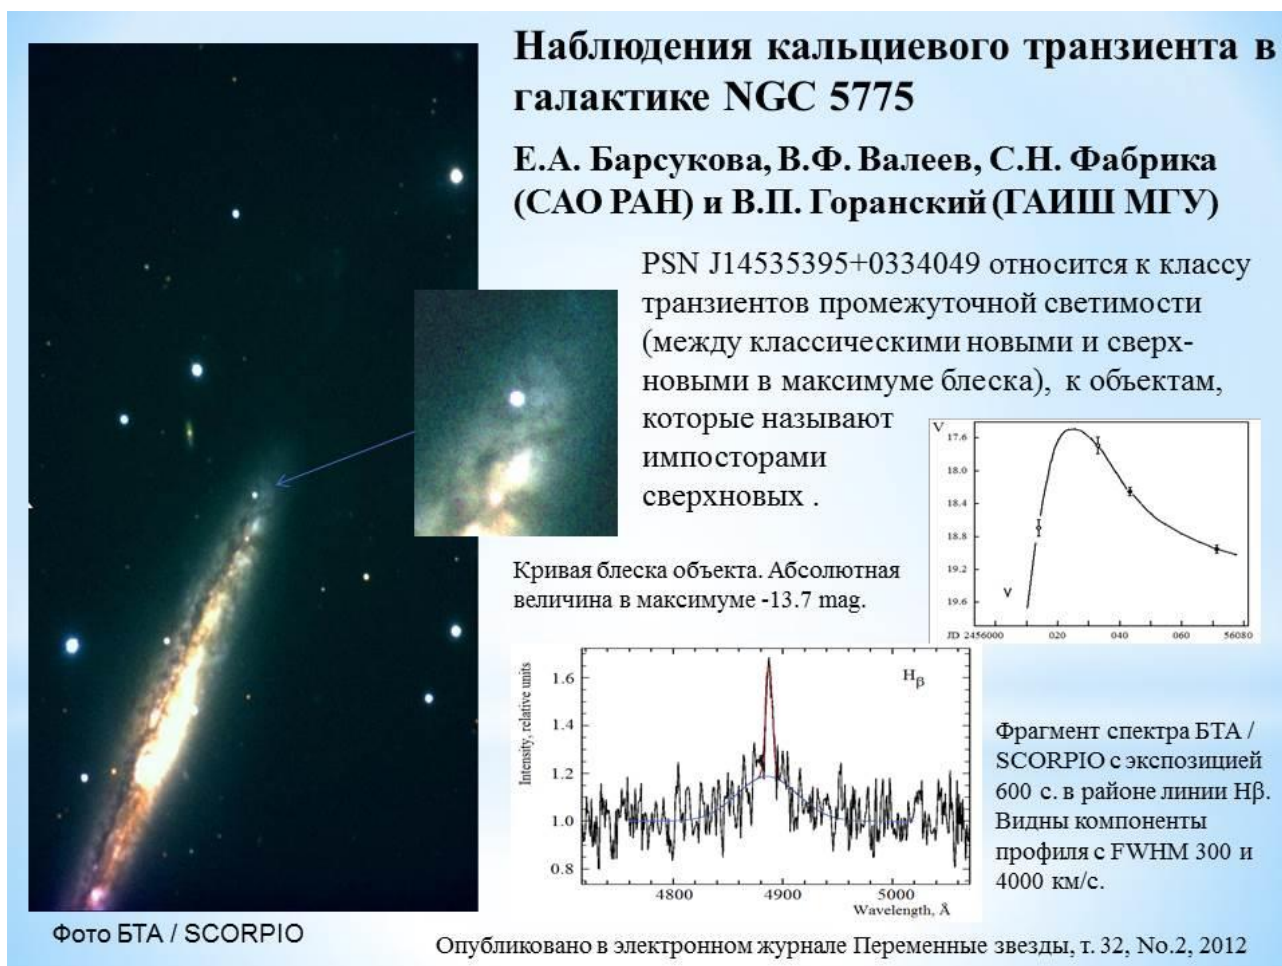 Наблюдения кальциевого транзиента в
галактике NGC 5775
Е.А. Барсукова, В.Ф. Валеев, С.Н. Фабрика
(САО РАН) и В.П. Горанский (ГАИШ МГУ)
PSN J14535395+0334049 относится к классу
транзиентов промежуточной светимости
(между классическими новыми и сверх-
новыми в максимуме блеска), к объектам,
которые называют
импосторами
сверхновых .
V
17.6
18.0
18.4
18.8
19.2
19.6
V
JD 2456000 020 040 060 56080
Кривая блеска объекта. Абсолютная
величина в максимуме -13.7 mag.
Intensity, relative units
1.6
1.4
1.2
1.0
0.8
Hβ
4800 4900 5000
Wavelength, Å
Фрагмент спектра БТА /
SCORPIO с экспозицией
600 с. в районе линии Hβ.
Видны компоненты
профиля с FWHM 300 и
4000 км/с.
Фото БТА / SCORPIO
Опубликовано в электронном журнале Переменные звезды, т. 32, No.2, 2012